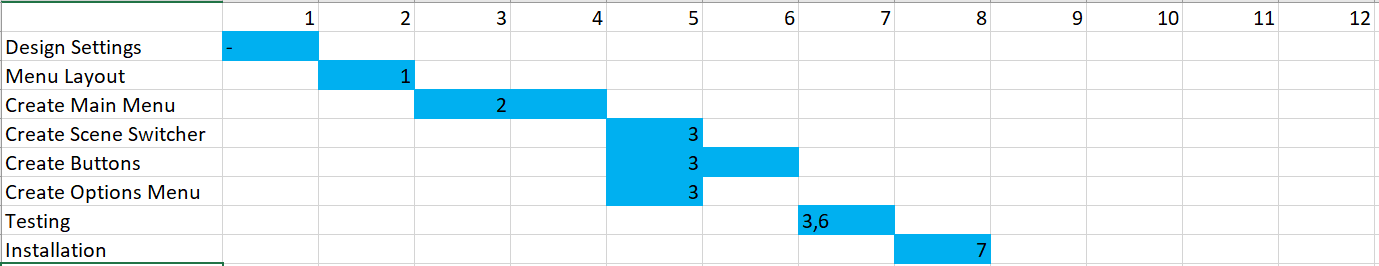 1 2 3 4 5 6 7 8 9 10 11 12
Design Settings -
Menu Layout 1
Create Main Menu 2
Create Scene Switcher 3
Create Buttons 3
Create Options Menu 3
Testing 3,6
Installation 7